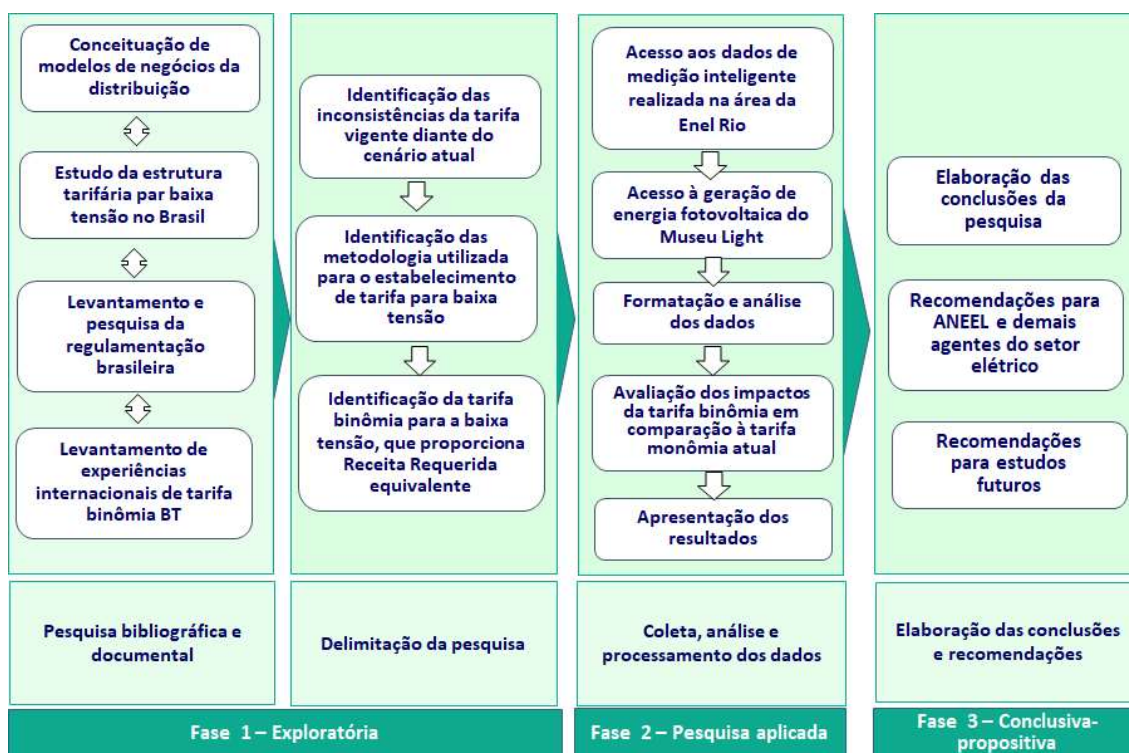 Conceituação de
modelos de negócios da
distribuição
Estudo da estrutura
tarifária par baixa
tensão no Brasil
Levantamento e
pesquisa da
regulamentação
brasileira
Levantamento de
experiências
internacionais de tarifa
binômia BT
Identificação das
inconsistências da tarifa
vigente diante do
cenário atual
Identificação das
metodologia utilizada
para o estabelecimento
de tarifa para baixa
tensão
Identificação da tarifa
binômia para a baixa
tensão, que proporciona
Receita Requerida
equivalente
Acesso aos dados de
medição inteligente
realizada na área da
Enel Rio
Acesso à geração de
energia fotovoltaica do
Museu Light
Formatação e análise
dos dados
Avaliação dos impactos
da tarifa binômia em
comparação à tarifa
monômia atual
Apresentação dos
resultados
Elaboração das
conclusões da
pesquisa
Recomendações para
ANEEL e demais
agentes do setor
elétrico
Recomendações
para estudos
futuros
Pesquisa bibliográfica e
documental
Delimitação da pesquisa
Coleta, análise e
processamento dos dados
Elaboração das conclusões
e recomendações
Fase 1 – Exploratória
Fase 2 – Pesquisa aplicada
Fase 3 – Conclusiva-
propositiva